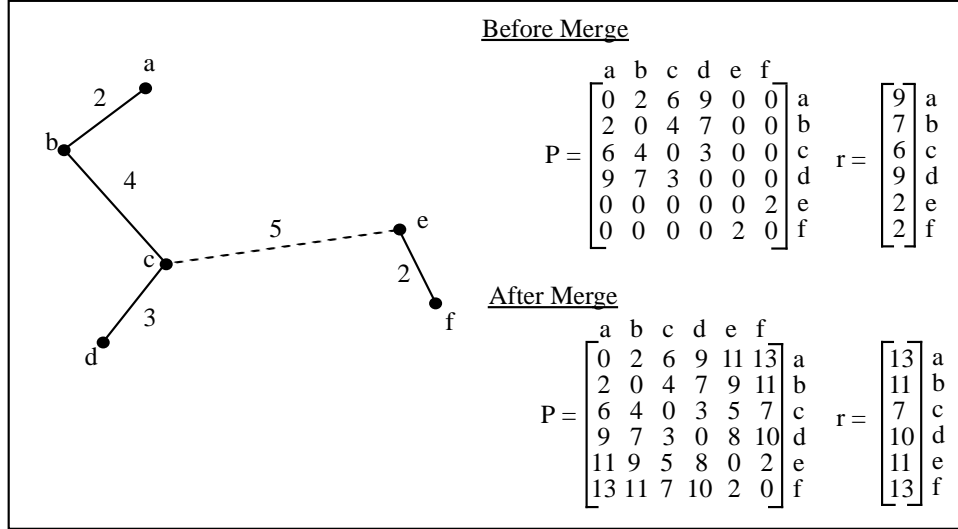 a
2
b
4
c
3
d
5
e
2
f
Before Merge
a b c d e f
0 2 6 9 0 0 a
2 0 4 7 0 0 b
6 4 0 3 0 0 c
9 7 3 0 0 0 d
0 0 0 0 0 2 e
0 0 0 0 2 0 f
P =
r =
9 a
7 b
6 c
9 d
2 e
2 f
After Merge
a b c d e f
0 2 6 9 11 13 a
2 0 4 7 9 11 b
6 4 0 3 5 7 c
9 7 3 0 8 10 d
11 9 5 8 0 2 e
13 11 7 10 2 0 f
P =
r =
13 a
11 b
7 c
10 d
11 e
13 f